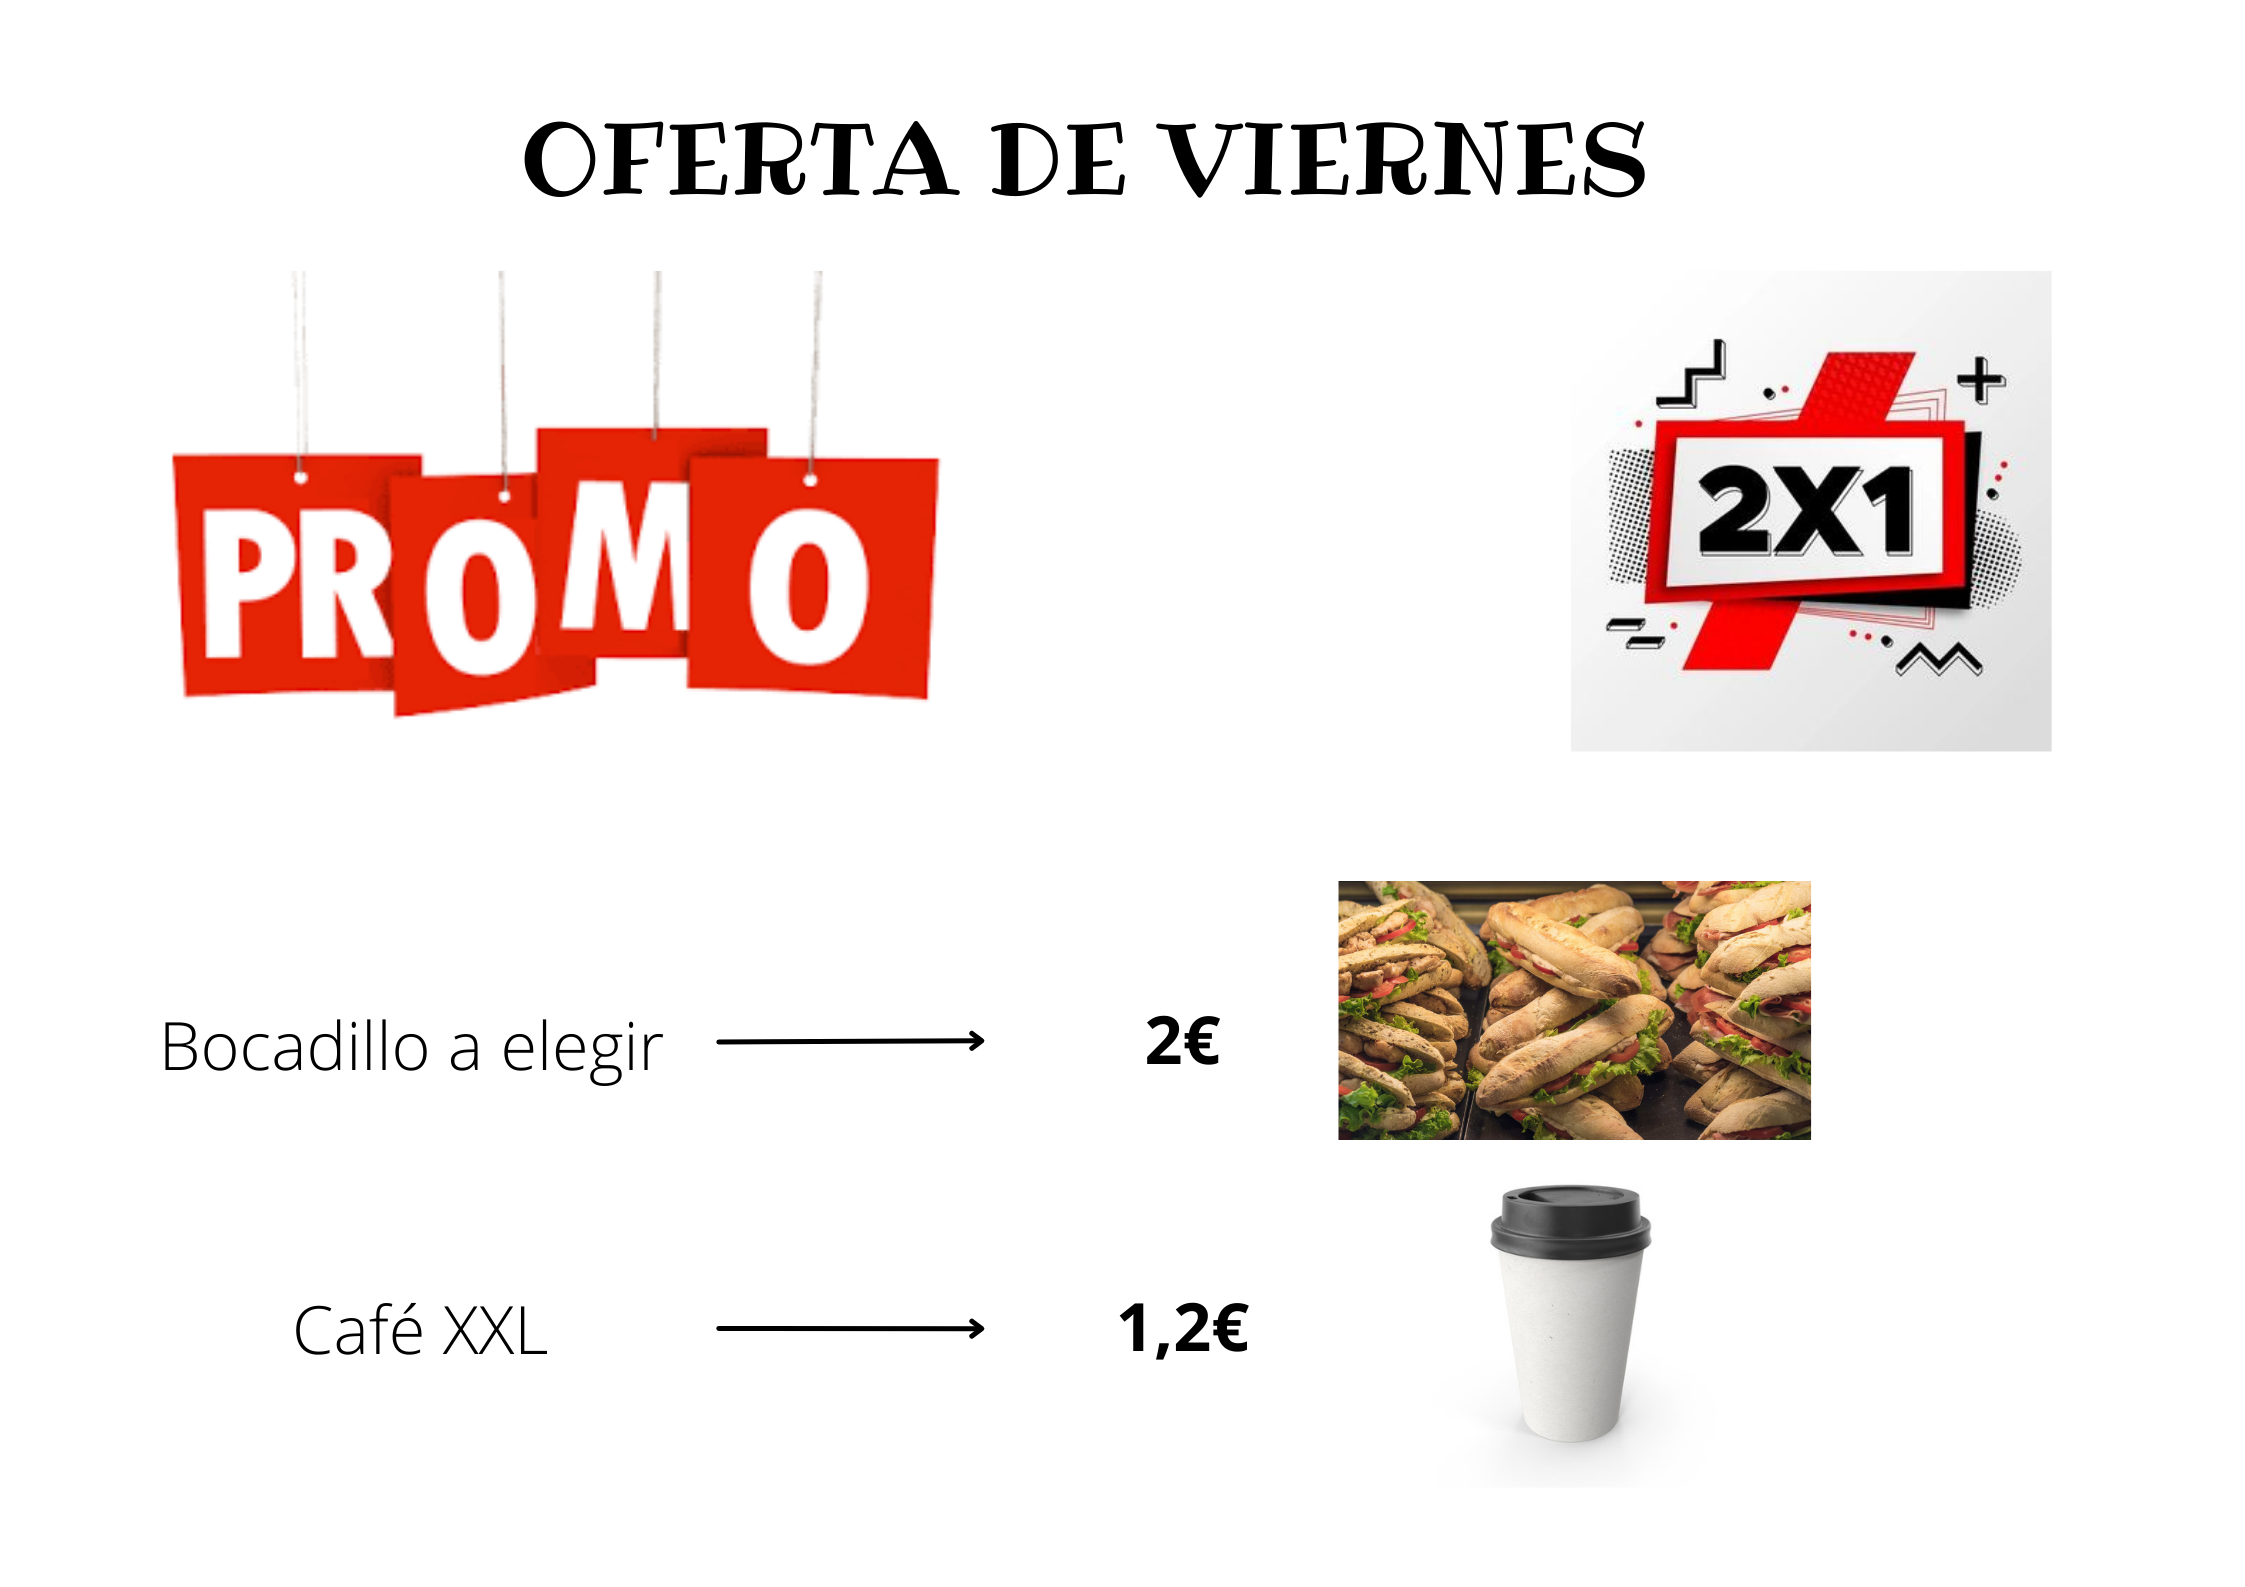 OFERTA DE VIERNES
PROMO
2X1
Bocadillo a elegir
2€
Café XXL
1,2€